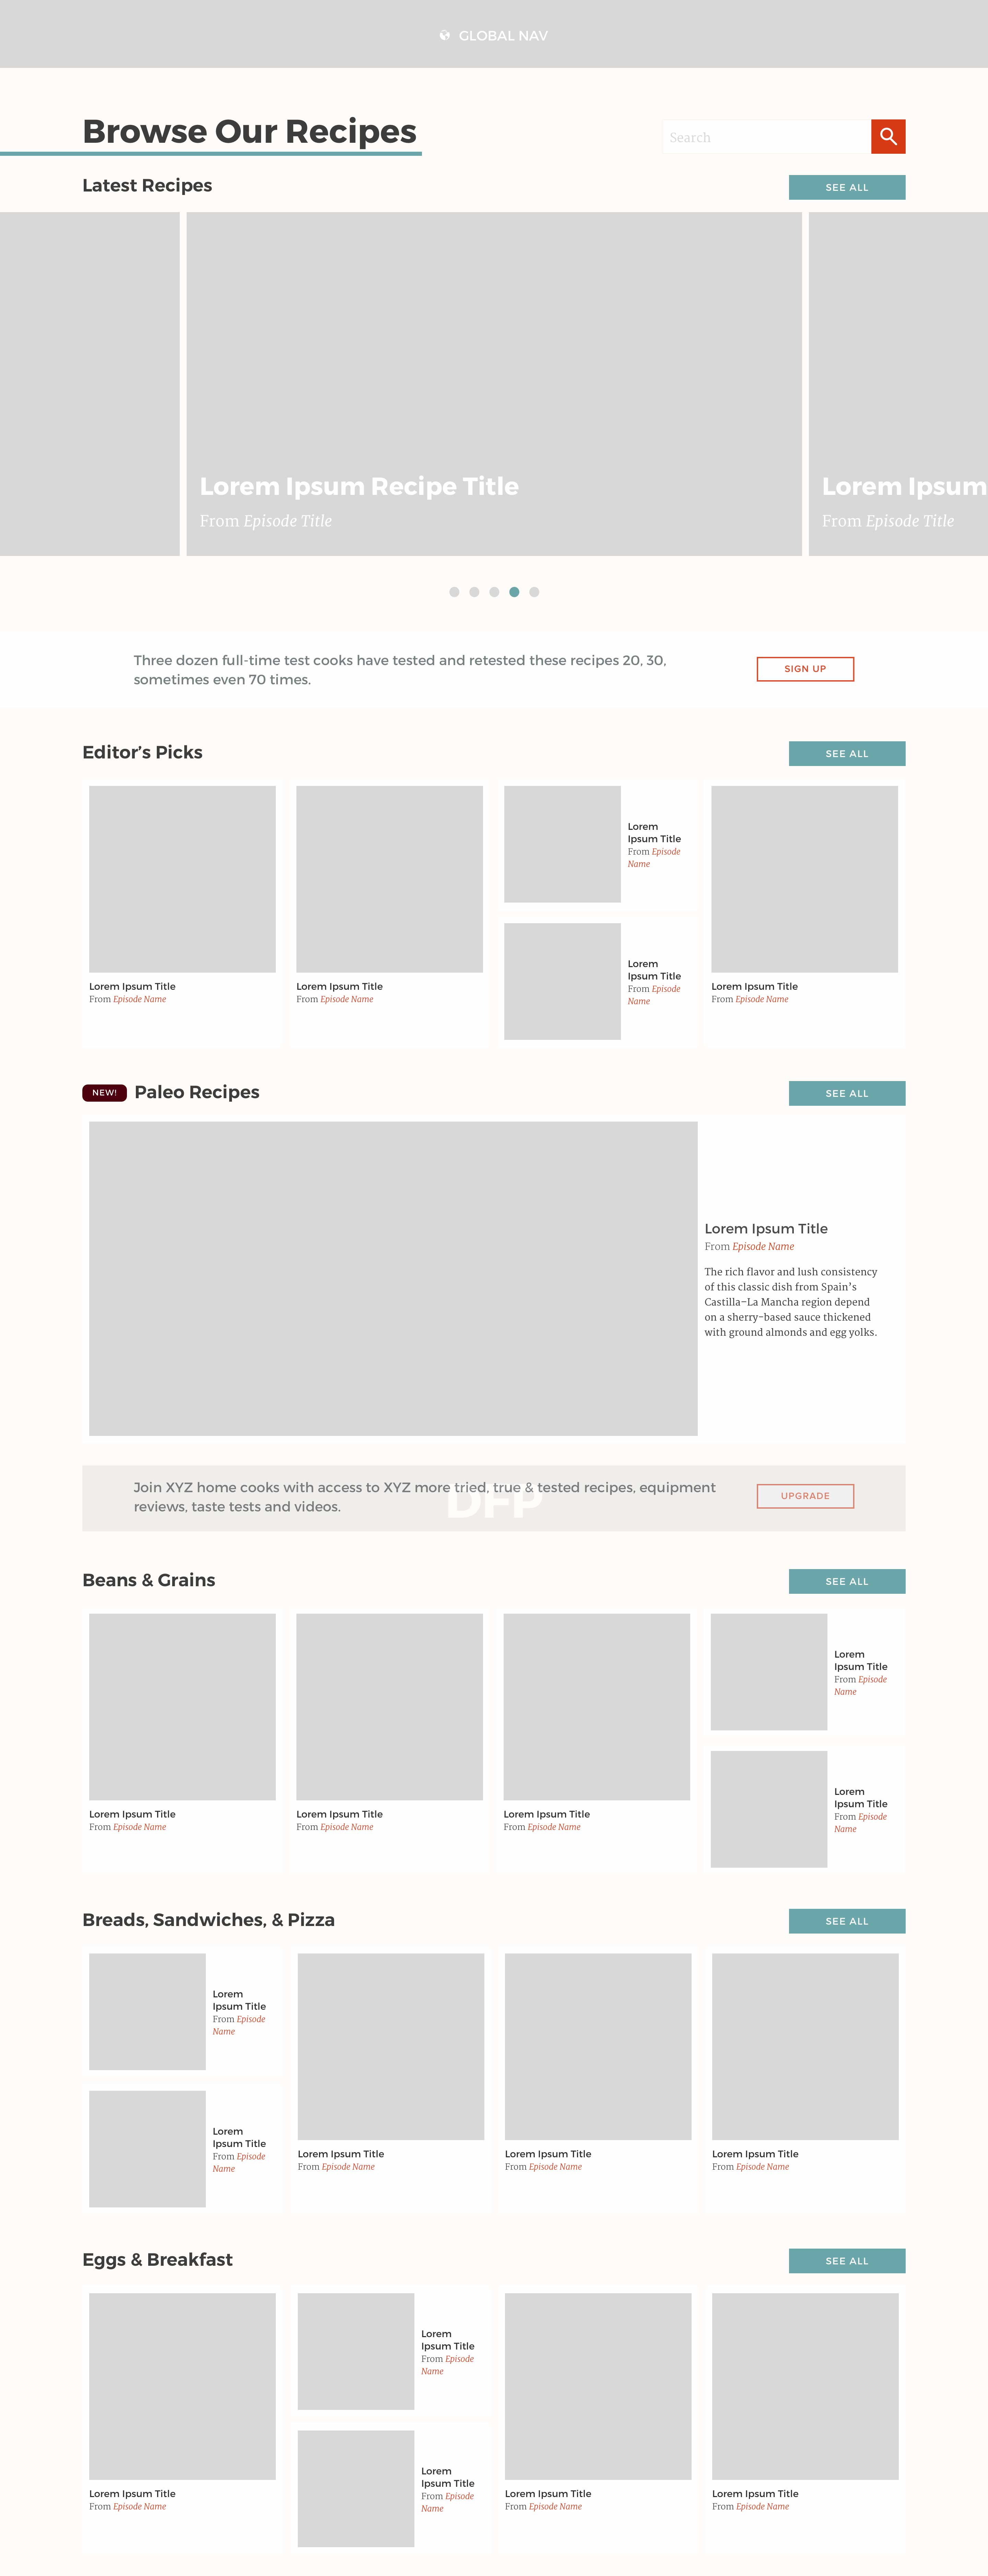 GLOBAL NAV
Browse Our Recipes
Search
Latest Recipes
SEE ALL
Lorem Ipsum Recipe Title
From Episode Title
Lorem Ipsum
From Episode Title
Three dozen full-time test cooks have tested and retested these recipes 20, 30,
sometimes even 70 times.
SIGN UP
Editor's Picks
SEE ALL
Lorem Ipsum Title
From Episode Name
Lorem Ipsum Title
From Episode Name
Lorem
Ipsum Title
From Episode
Name
Lorem
Ipsum Title
From Episode
Name
Lorem Ipsum Title
From Episode Name
NEW!
Paleo Recipes
SEE ALL
Lorem Ipsum Title
From Episode Name
The rich flavor and lush consistency
of this classic dish from Spain's
Castilla–La Mancha region depend
on a sherry-based sauce thickened
with ground almonds and egg yolks.
Join XYZ home cooks with access to XYZ more tried, true & tested recipes, equipment
reviews, taste tests and videos.
DFP
UPGRADE
Beans & Grains
SEE ALL
Lorem Ipsum Title
From Episode Name
Lorem Ipsum Title
From Episode Name
Lorem Ipsum Title
From Episode Name
Lorem
Ipsum Title
From Episode
Name
Lorem
Ipsum Title
From Episode
Name
Breads, Sandwiches, & Pizza
SEE ALL
Lorem
Ipsum Title
From Episode
Name
Lorem
Ipsum Title
From Episode
Name
Lorem Ipsum Title
From Episode Name
Lorem Ipsum Title
From Episode Name
Lorem Ipsum Title
From Episode Name
Eggs & Breakfast
SEE ALL
Lorem Ipsum Title
From Episode Name
Lorem
Ipsum Title
From Episode
Name
Lorem
Ipsum Title
From Episode
Name
Lorem Ipsum Title
From Episode Name
Lorem Ipsum Title
From Episode Name